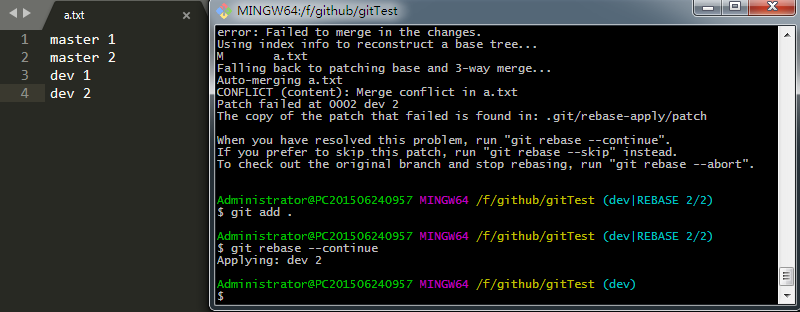 a.txt
1 master 1
2 master 2
3 dev 1
4 dev 2
MINGW64:/f/github/gitTest
error: Failed to merge in the changes.
Using index info to reconstruct a base tree...
M       a.txt
Falling back to patching base and 3-way merge...
Auto-merging a.txt
CONFLICT (content): Merge conflict in a.txt
Patch failed at 0002 dev 2
The copy of the patch that failed is found in: .git/rebase-apply/patch
When you have resolved this problem, run "git rebase --continue".
If you prefer to skip this patch, run "git rebase --skip" instead.
To check out the original branch and stop rebasing, run "git rebase --abort".
Administrator@PC201506240957 MINGW64 /f/github/gitTest (dev|REBASE 2/2)
$ git add .
Administrator@PC201506240957 MINGW64 /f/github/gitTest (dev|REBASE 2/2)
$ git rebase --continue
Applying: dev 2
Administrator@PC201506240957 MINGW64 /f/github/gitTest (dev)
$